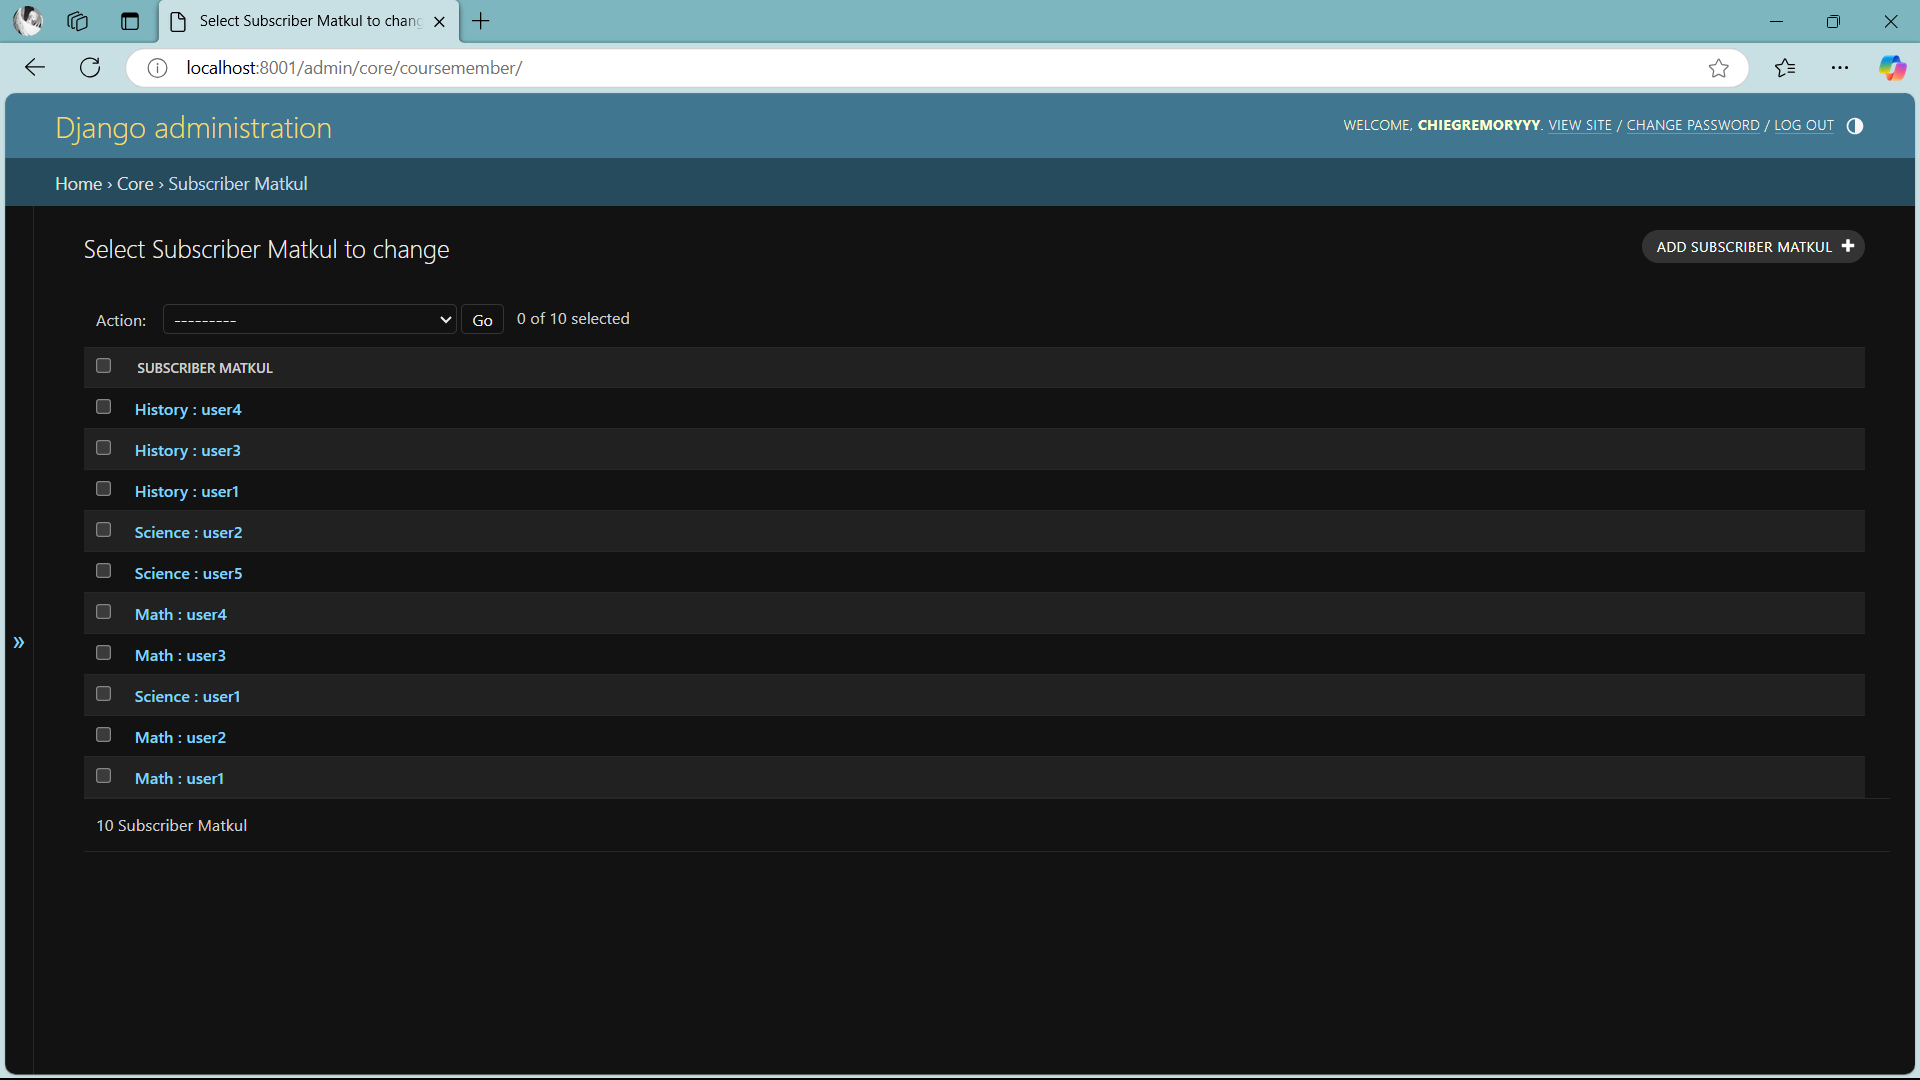 Select Subscriber Matkul to chang
localhost:8001/admin/core/coursemember/
Django administration
WELCOME, CHIEGREMORYYY. VIEW SITE / CHANGE PASSWORD / LOG OUT
Home › Core › Subscriber Matkul
Select Subscriber Matkul to change
ADD SUBSCRIBER MATKUL +
Action: --------- Go 0 of 10 selected
SUBSCRIBER MATKUL
History : user4
History : user3
History : user1
Science : user2
Science : user5
Math : user4
Math : user3
Science : user1
Math : user2
Math : user1
10 Subscriber Matkul
»